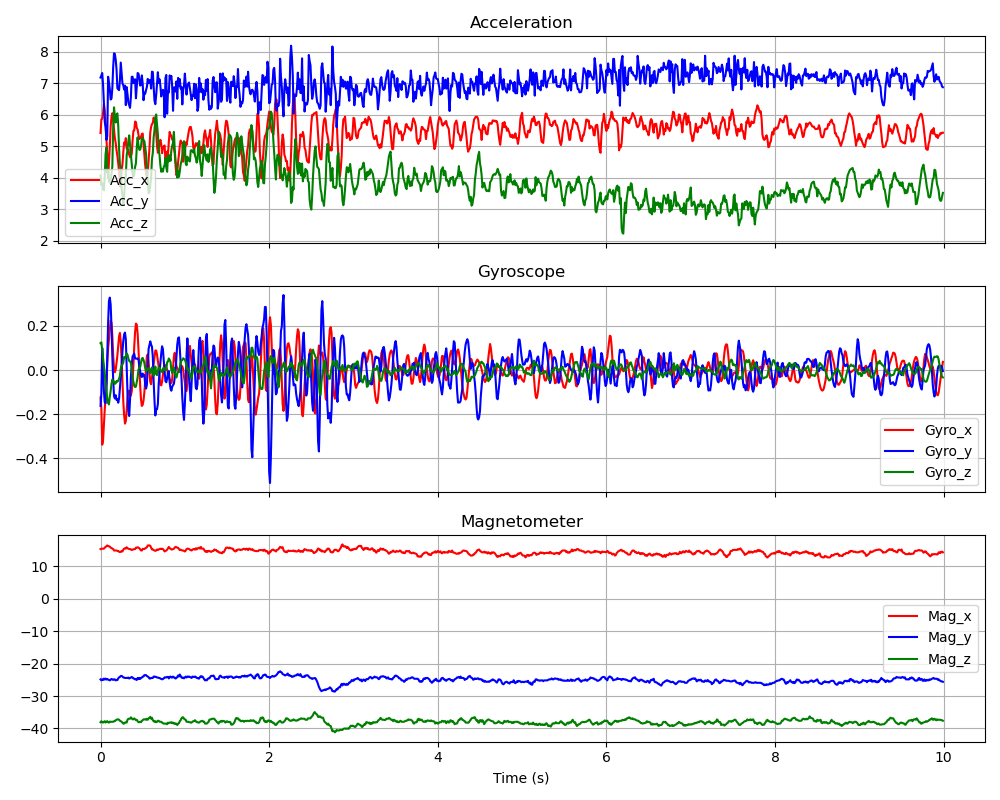 Acceleration
8
7
6
5
4
3
2
Acc_x
Acc_y
Acc_z
Gyroscope
0.2
0.0
−0.2
−0.4
Gyro_x
Gyro_y
Gyro_z
Magnetometer
10
0
−10
−20
−30
−40
Mag_x
Mag_y
Mag_z
0 2 4 6 8 10
Time (s)